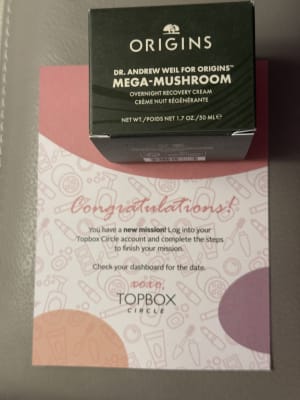 ORIGINS
DR. ANDREW WEIL FOR ORIGINS™
MEGA-MUSHROOM
OVERNIGHT RECOVERY CREAM
CRÈME NUIT RÉGÉNÉRANTE
NET WT./POIDS NET 1.7 OZ./50 ML ℮
Congratulations!
You have a new mission! Log into your
Topbox Circle account and complete the steps
to finish your mission.
Check your dashboard for the date.
XOXO,
TOPBOX
CIRCLE